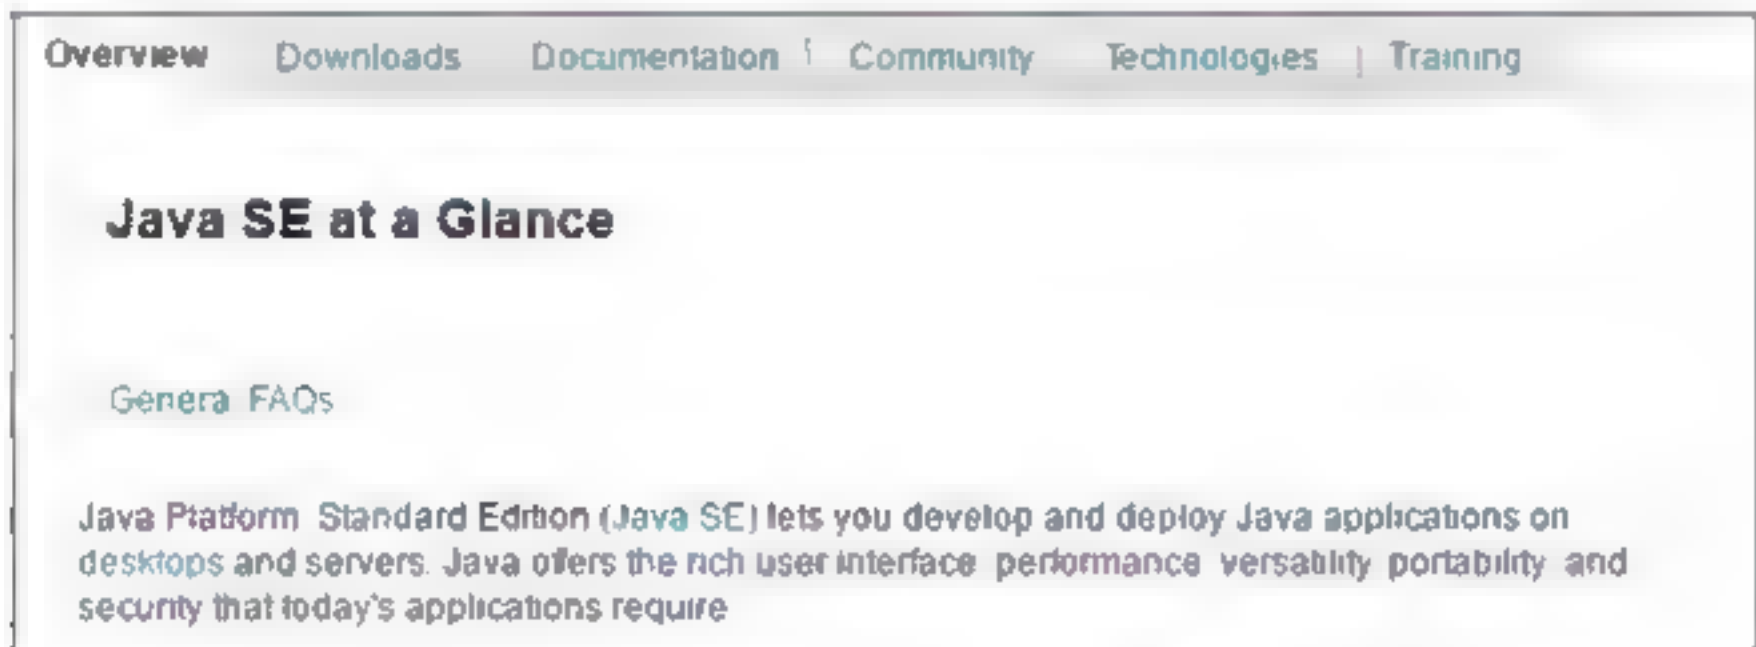 Overview Downloads Documentation Community Technologies | Training
Java SE at a Glance
General FAQs
Java Platform Standard Edition (Java SE) lets you develop and deploy Java applications on
desktops and servers. Java offers the rich user interface performance versatility portability and
security that today's applications require